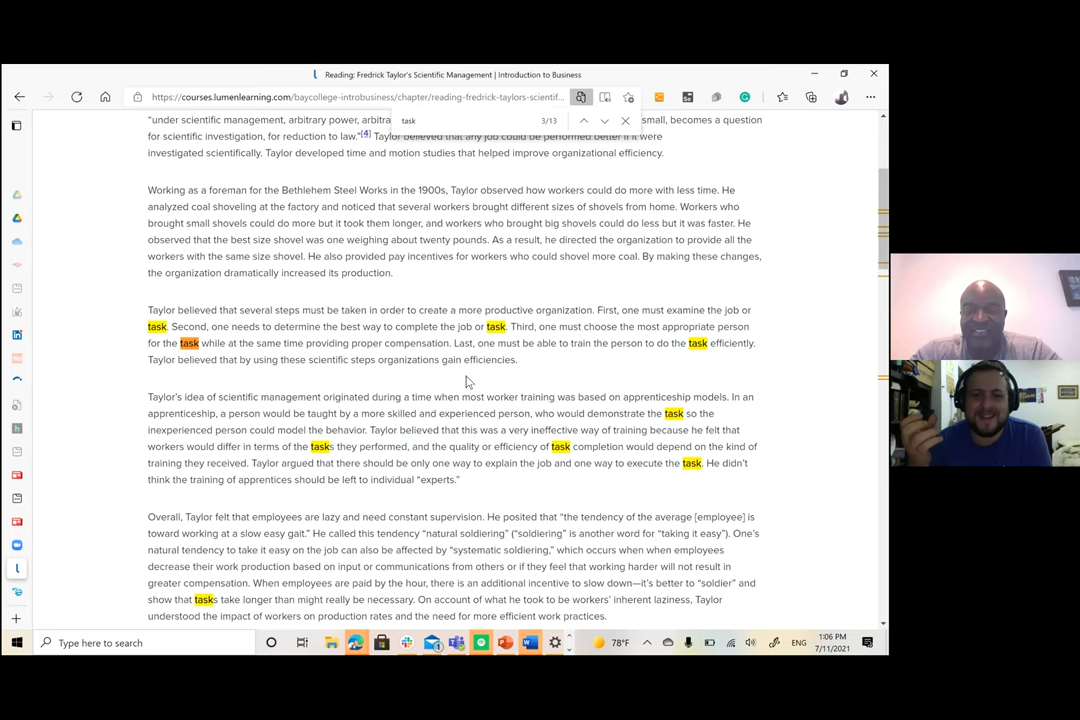 Reading: Fredrick Taylor's Scientific Management | Introduction to Business
https://courses.lumenlearning.com/baycollege-introbusiness/chapter/reading-fredrick-taylors-scientif...
task 3/13
"under scientific management, arbitrary power, arbitra small, becomes a question
for scientific investigation, for reduction to law."[4] Taylor believed that any job could be performed better if it were
investigated scientifically. Taylor developed time and motion studies that helped improve organizational efficiency.
Working as a foreman for the Bethlehem Steel Works in the 1900s, Taylor observed how workers could do more with less time. He
analyzed coal shoveling at the factory and noticed that several workers brought different sizes of shovels from home. Workers who
brought small shovels could do more but it took them longer, and workers who brought big shovels could do less but it was faster. He
observed that the best size shovel was one weighing about twenty pounds. As a result, he directed the organization to provide all the
workers with the same size shovel. He also provided pay incentives for workers who could shovel more coal. By making these changes,
the organization dramatically increased its production.
Taylor believed that several steps must be taken in order to create a more productive organization. First, one must examine the job or
task. Second, one needs to determine the best way to complete the job or task. Third, one must choose the most appropriate person
for the task while at the same time providing proper compensation. Last, one must be able to train the person to do the task efficiently.
Taylor believed that by using these scientific steps organizations gain efficiencies.
Taylor's idea of scientific management originated during a time when most worker training was based on apprenticeship models. In an
apprenticeship, a person would be taught by a more skilled and experienced person, who would demonstrate the task so the
inexperienced person could model the behavior. Taylor believed that this was a very ineffective way of training because he felt that
workers would differ in terms of the tasks they performed, and the quality or efficiency of task completion would depend on the kind of
training they received. Taylor argued that there should be only one way to explain the job and one way to execute the task. He didn't
think the training of apprentices should be left to individual "experts."
Overall, Taylor felt that employees are lazy and need constant supervision. He posited that "the tendency of the average [employee] is
toward working at a slow easy gait." He called this tendency "natural soldiering" ("soldiering" is another word for "taking it easy"). One's
natural tendency to take it easy on the job can also be affected by "systematic soldiering," which occurs when when employees
decrease their work production based on input or communications from others or if they feel that working harder will not result in
greater compensation. When employees are paid by the hour, there is an additional incentive to slow down—it's better to "soldier" and
show that tasks take longer than might really be necessary. On account of what he took to be workers' inherent laziness, Taylor
understood the impact of workers on production rates and the need for more efficient work practices.
Type here to search
78°F
ENG
1:06 PM
7/11/2021